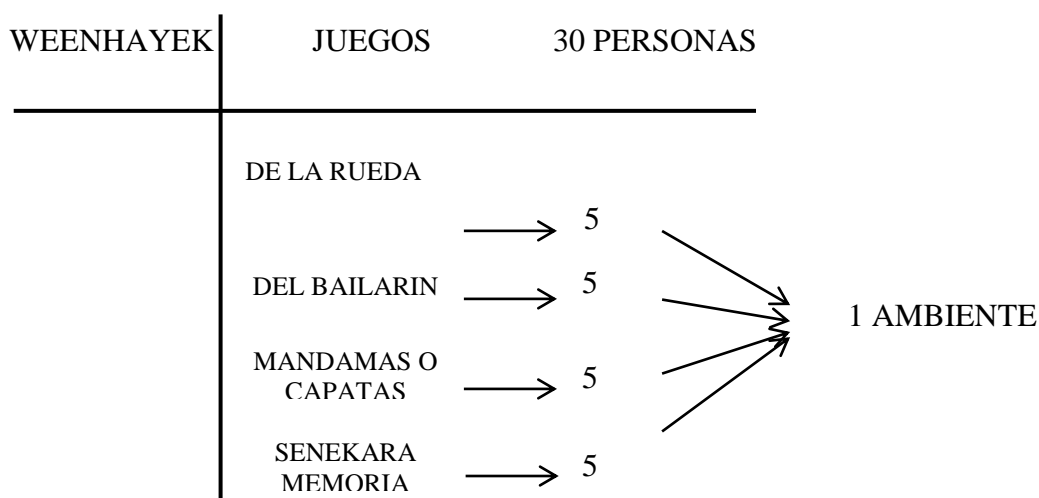 WEENHAYEK JUEGOS 30 PERSONAS
DE LA RUEDA
5
DEL BAILARIN 5
1 AMBIENTE
MANDAMAS O
CAPATAS 5
SENEKARA
MEMORIA 5